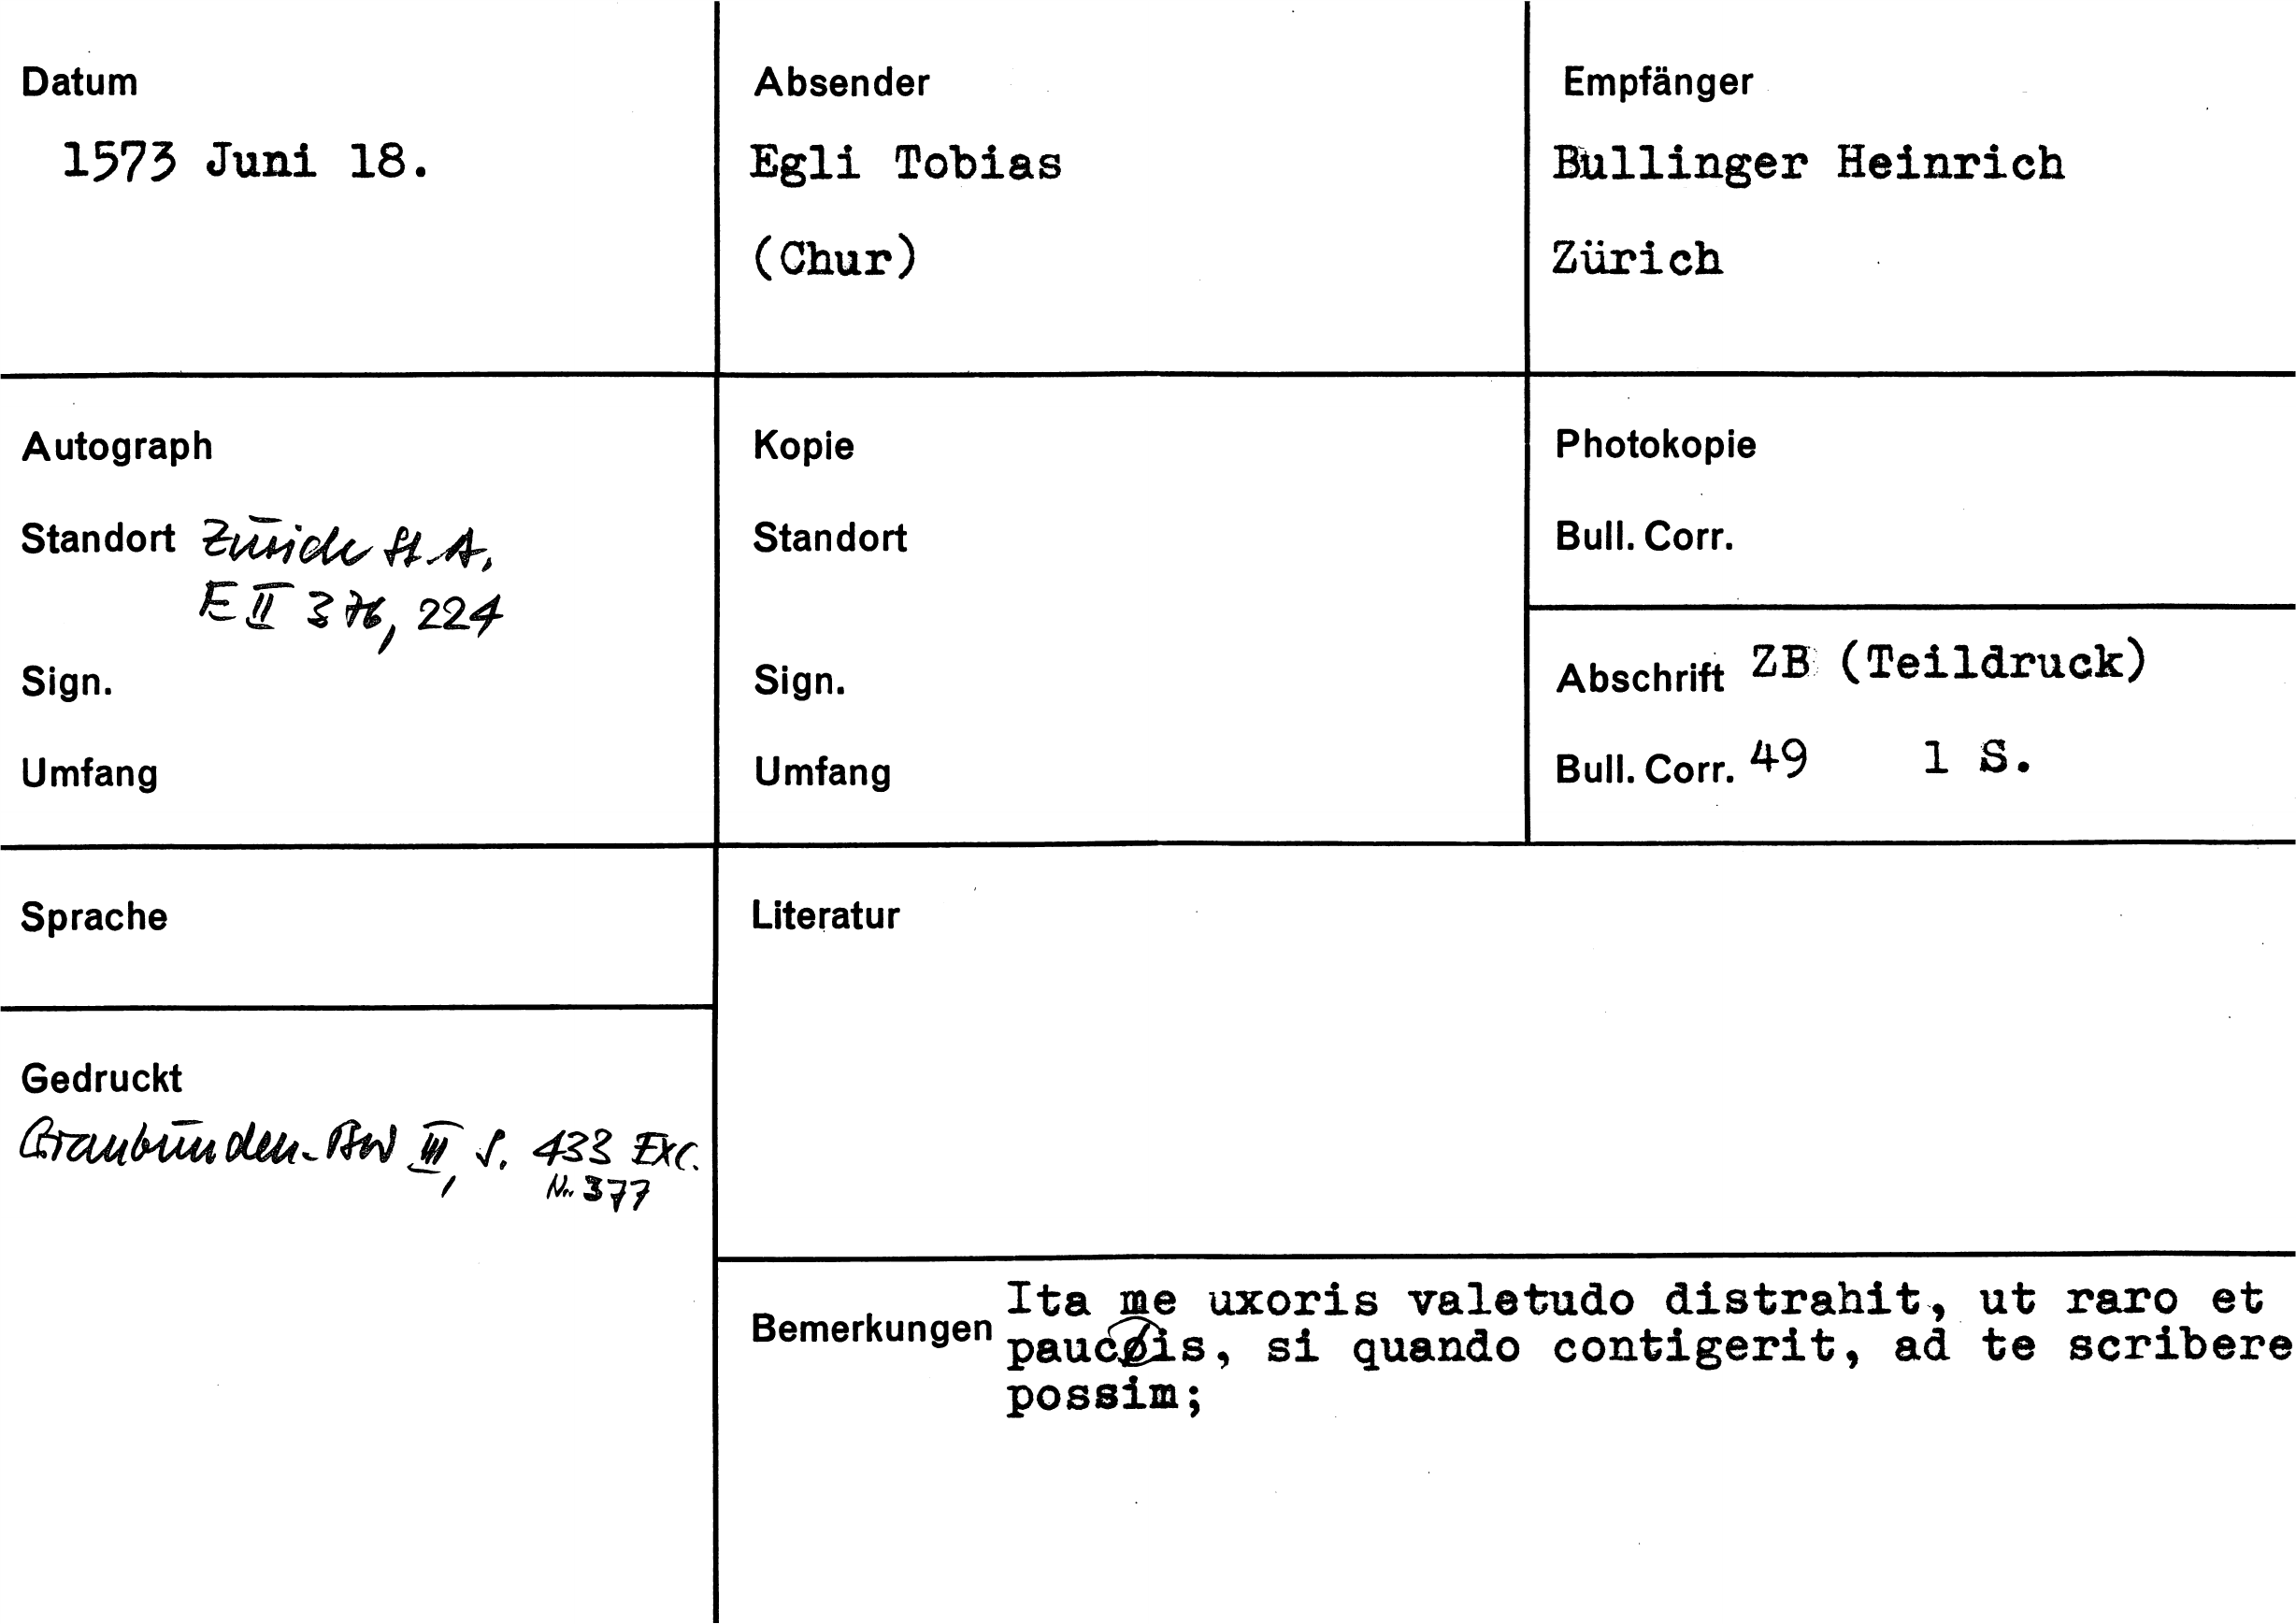 Datum
1573 Juni 18.
Absender
Egli Tobias
(Chur)
Empfänger
Bullinger Heinrich
Zürich
Autograph
Standort Zürich St. A,
E II 376, 224
Sign.
Umfang
Kopie
Standort
Sign.
Umfang
Photokopie
Bull. Corr.
Abschrift ZB (Teildruck)
Bull. Corr. 49 1 S.
Sprache
Gedruckt
Graubünden-BW III, S. 433 Exc.
Nr. 377
Literatur
Bemerkungen Ita me uxoris valetudo distrahit, ut raro et
paucis, si quando contigerit, ad te scribere
possim;